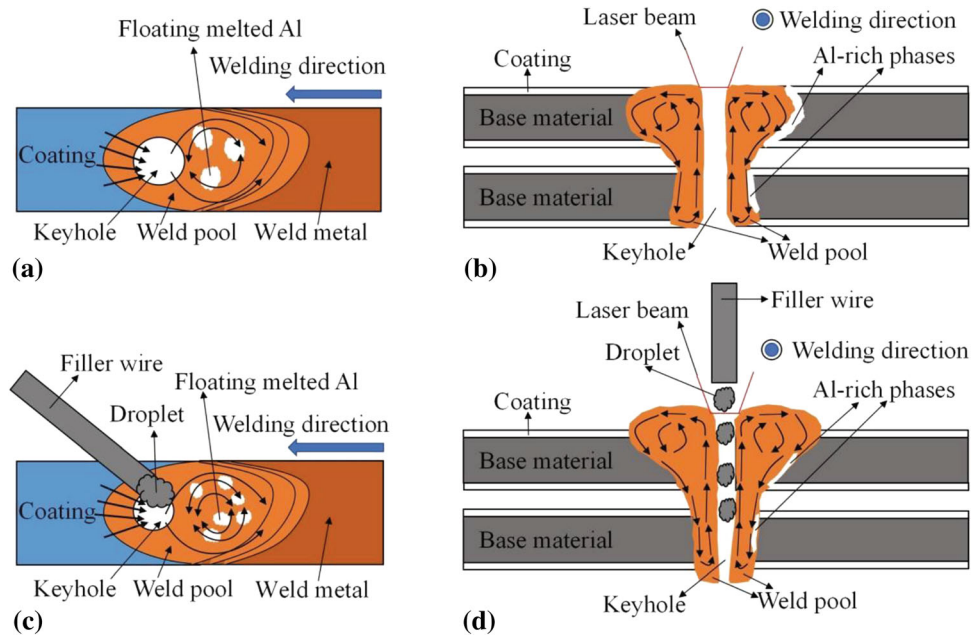 Floating melted Al
Welding direction
Coating
Keyhole
Weld pool
Weld metal
(a)
Laser beam
Welding direction
Coating
Al-rich phases
Base material
Base material
Keyhole
Weld pool
(b)
Filler wire
Floating melted Al
Droplet
Welding direction
Coating
Keyhole
Weld pool
Weld metal
(c)
Laser beam
Filler wire
Droplet
Welding direction
Coating
Al-rich phases
Base material
Base material
Keyhole
Weld pool
(d)